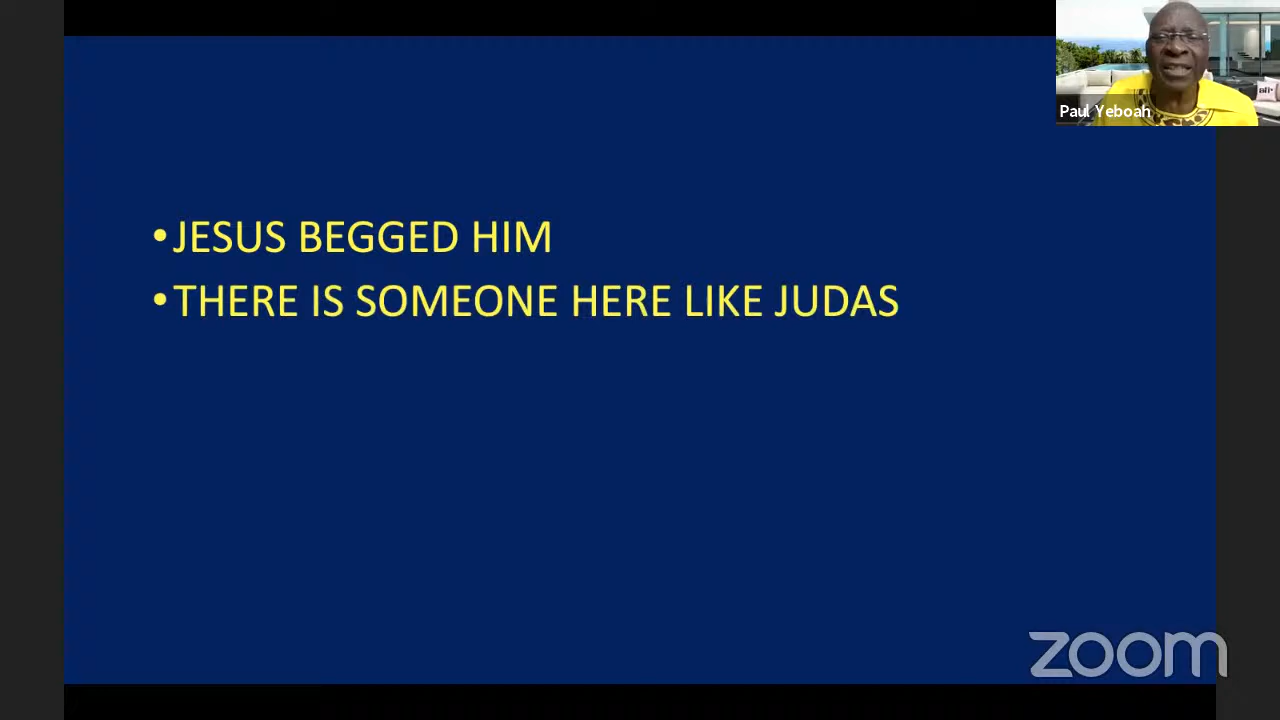 Paul Yeboah
•JESUS BEGGED HIM
•THERE IS SOMEONE HERE LIKE JUDAS
zoom